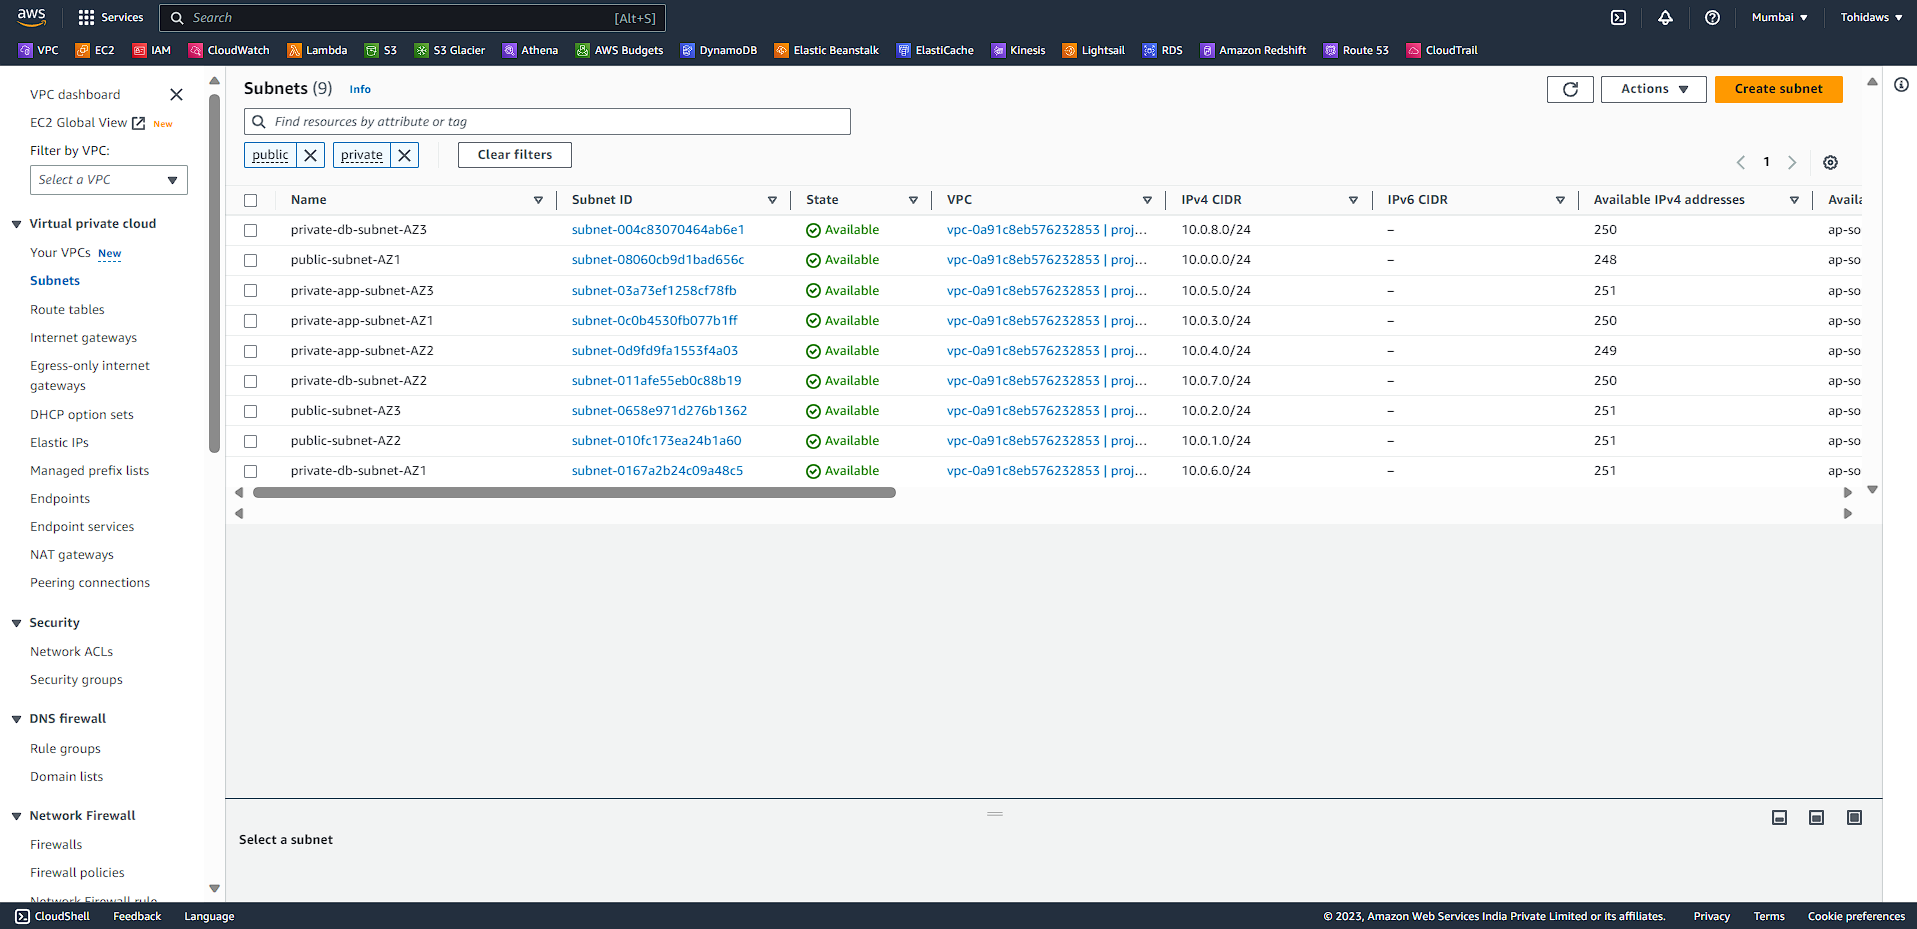 aws Services Search [Alt+S] Mumbai Tohidaws
VPC EC2 IAM CloudWatch Lambda S3 S3 Glacier Athena AWS Budgets DynamoDB Elastic Beanstalk ElastiCache Kinesis Lightsail RDS Amazon Redshift Route 53 CloudTrail
VPC dashboard
EC2 Global View New
Filter by VPC:
Select a VPC
Virtual private cloud
Your VPCs New
Subnets
Route tables
Internet gateways
Egress-only internet
gateways
DHCP option sets
Elastic IPs
Managed prefix lists
Endpoints
Endpoint services
NAT gateways
Peering connections
Security
Network ACLs
Security groups
DNS firewall
Rule groups
Domain lists
Network Firewall
Firewalls
Firewall policies
Network Firewall rule
Subnets (9) Info
Actions Create subnet
Find resources by attribute or tag
public private Clear filters
1
Name Subnet ID State VPC IPv4 CIDR IPv6 CIDR Available IPv4 addresses Availa
private-db-subnet-AZ3 subnet-004c83070464ab6e1 Available vpc-0a91c8eb576232853 | proj... 10.0.8.0/24 – 250 ap-so
public-subnet-AZ1 subnet-08060cb9d1bad656c Available vpc-0a91c8eb576232853 | proj... 10.0.0.0/24 – 248 ap-so
private-app-subnet-AZ3 subnet-03a73ef1258cf78fb Available vpc-0a91c8eb576232853 | proj... 10.0.5.0/24 – 251 ap-so
private-app-subnet-AZ1 subnet-0c0b4530fb077b1ff Available vpc-0a91c8eb576232853 | proj... 10.0.3.0/24 – 250 ap-so
private-app-subnet-AZ2 subnet-0d9fd9fa1553f4a03 Available vpc-0a91c8eb576232853 | proj... 10.0.4.0/24 – 249 ap-so
private-db-subnet-AZ2 subnet-011afe55eb0c88b19 Available vpc-0a91c8eb576232853 | proj... 10.0.7.0/24 – 250 ap-so
public-subnet-AZ3 subnet-0658e971d276b1362 Available vpc-0a91c8eb576232853 | proj... 10.0.2.0/24 – 251 ap-so
public-subnet-AZ2 subnet-010fc173ea24b1a60 Available vpc-0a91c8eb576232853 | proj... 10.0.1.0/24 – 251 ap-so
private-db-subnet-AZ1 subnet-0167a2b24c09a48c5 Available vpc-0a91c8eb576232853 | proj... 10.0.6.0/24 – 251 ap-so
Select a subnet
CloudShell Feedback Language © 2023, Amazon Web Services India Private Limited or its affiliates. Privacy Terms Cookie preferences